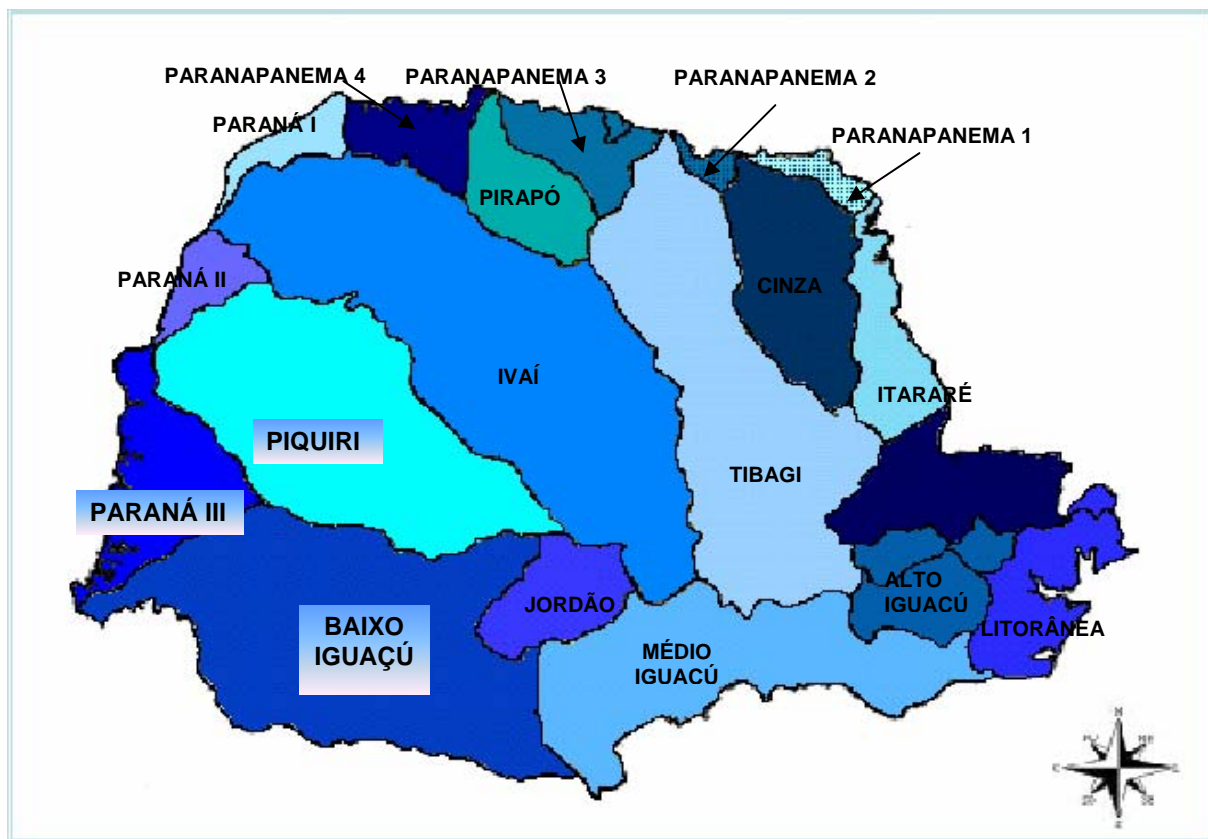 PARANAPANEMA 4
PARANAPANEMA 3
PARANAPANEMA 2
PARANÁ I
PARANAPANEMA 1
PIRAPÓ
PARANÁ II
CINZA
IVAÍ
ITARARÉ
PIQUIRI
TIBAGI
PARANÁ III
ALTO
IGUACÚ
JORDÃO
BAIXO
IGUAÇÚ
LITORÂNEA
MÉDIO
IGUACÚ